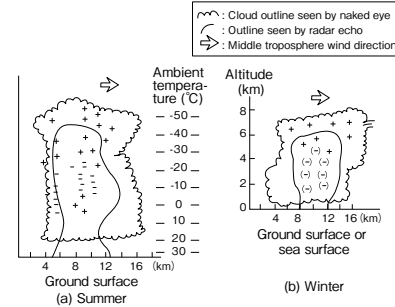 : Cloud outline seen by naked eye
: Outline seen by radar echo
: Middle troposphere wind direction
Ambient
tempera-
ture (°C)
-50
-40
-30
-20
-10
0
10
20
30
4 8 12 16 (km)
Ground surface
(a) Summer
Altitude
(km)
8
6
4
2
0
4 8 12 16 (km)
Ground surface or
sea surface
(b) Winter